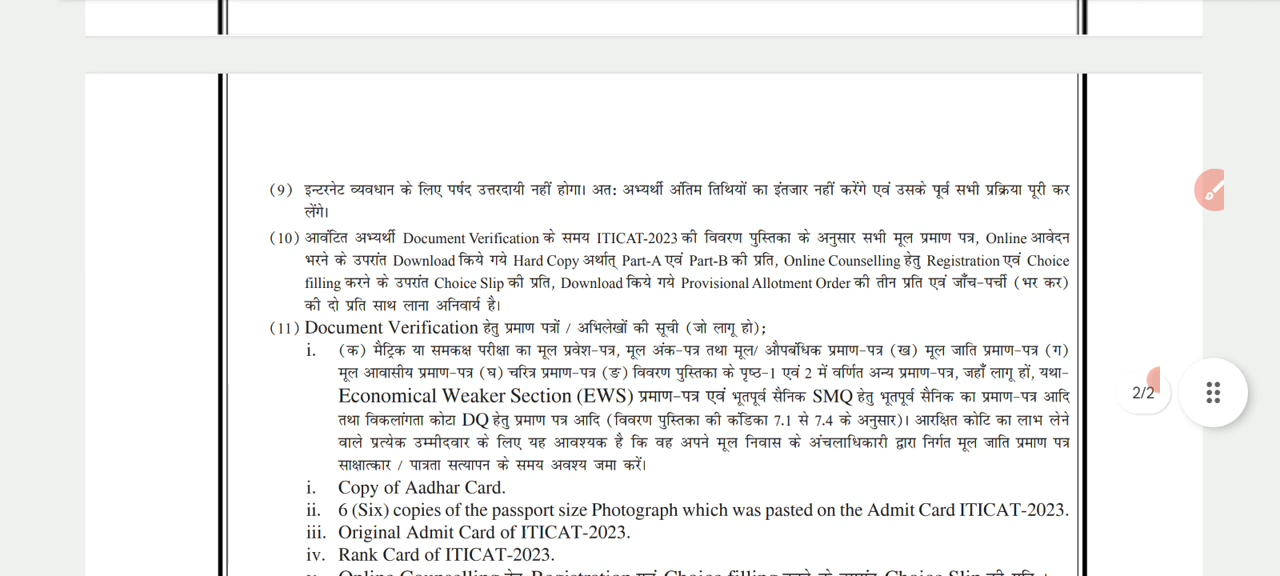 (9) इन्टरनेट व्यवधान के लिए पर्षद उत्तरदायी नहीं होगा। अत: अभ्यर्थी अंतिम तिथियों का इंतजार नहीं करेंगे एवं उसके पूर्व सभी प्रक्रिया पूरी कर
लेंगे।
(10) आवंटित अभ्यर्थी Document Verification के समय ITICAT-2023 की विवरण पुस्तिका के अनुसार सभी मूल प्रमाण पत्र, Online आवेदन
भरने के उपरांत Download किये गये Hard Copy अर्थात् Part-A एवं Part-B की प्रति, Online Counselling हेतु Registration एवं Choice
filling करने के उपरांत Choice Slip की प्रति, Download किये गये Provisional Allotment Order की तीन प्रति एवं जाँच-पर्ची (भर कर)
की दो प्रति साथ लाना अनिवार्य है।
(11) Document Verification हेतु प्रमाण पत्रों / अभिलेखों की सूची (जो लागू हो);
i. (क) मैट्रिक या समकक्ष परीक्षा का मूल प्रवेश-पत्र, मूल अंक-पत्र तथा मूल/ औपबंधिक प्रमाण-पत्र (ख) मूल जाति प्रमाण-पत्र (ग)
मूल आवासीय प्रमाण-पत्र (घ) चरित्र प्रमाण-पत्र (ङ) विवरण पुस्तिका के पृष्ठ-1 एवं 2 में वर्णित अन्य प्रमाण-पत्र, जहाँ लागू हों, यथा-
Economical Weaker Section (EWS) प्रमाण-पत्र एवं भूतपूर्व सैनिक SMQ हेतु भूतपूर्व सैनिक का प्रमाण-पत्र आदि
तथा विकलांगता कोटा DQ हेतु प्रमाण पत्र आदि (विवरण पुस्तिका की कंडिका 7.1 से 7.4 के अनुसार)। आरक्षित कोटि का लाभ लेने
वाले प्रत्येक उम्मीदवार के लिए यह आवश्यक है कि वह अपने मूल निवास के अंचलाधिकारी द्वारा निर्गत मूल जाति प्रमाण पत्र
साक्षात्कार / पात्रता सत्यापन के समय अवश्य जमा करें।
i. Copy of Aadhar Card.
ii. 6 (Six) copies of the passport size Photograph which was pasted on the Admit Card ITICAT-2023.
iii. Original Admit Card of ITICAT-2023.
iv. Rank Card of ITICAT-2023.
2/2